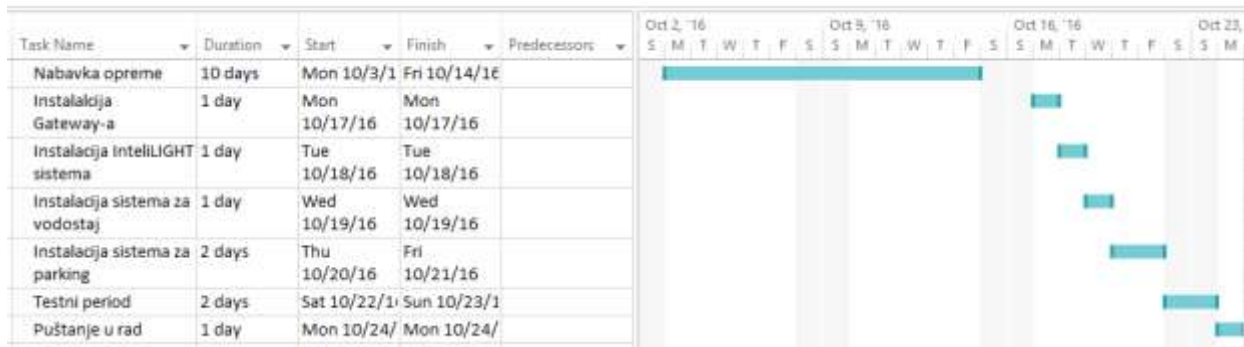 Oct 2, '16 Oct 9, '16 Oct 16, '16 Oct 23,
Task Name Duration Start Finish Predecessors S M T W T F S S M T W T F S S M T W T F S S M
Nabavka opreme 10 days Mon 10/3/1 Fri 10/14/16
Instalalcija 1 day Mon Mon
Gateway-a 10/17/16 10/17/16
Instalacija InteliLIGHT 1 day Tue Tue
sistema 10/18/16 10/18/16
Instalacija sistema za 1 day Wed Wed
vodostaj 10/19/16 10/19/16
Instalacija sistema za 2 days Thu Fri
parking 10/20/16 10/21/16
Testni period 2 days Sat 10/22/1 Sun 10/23/1
Puštanje u rad 1 day Mon 10/24/ Mon 10/24/